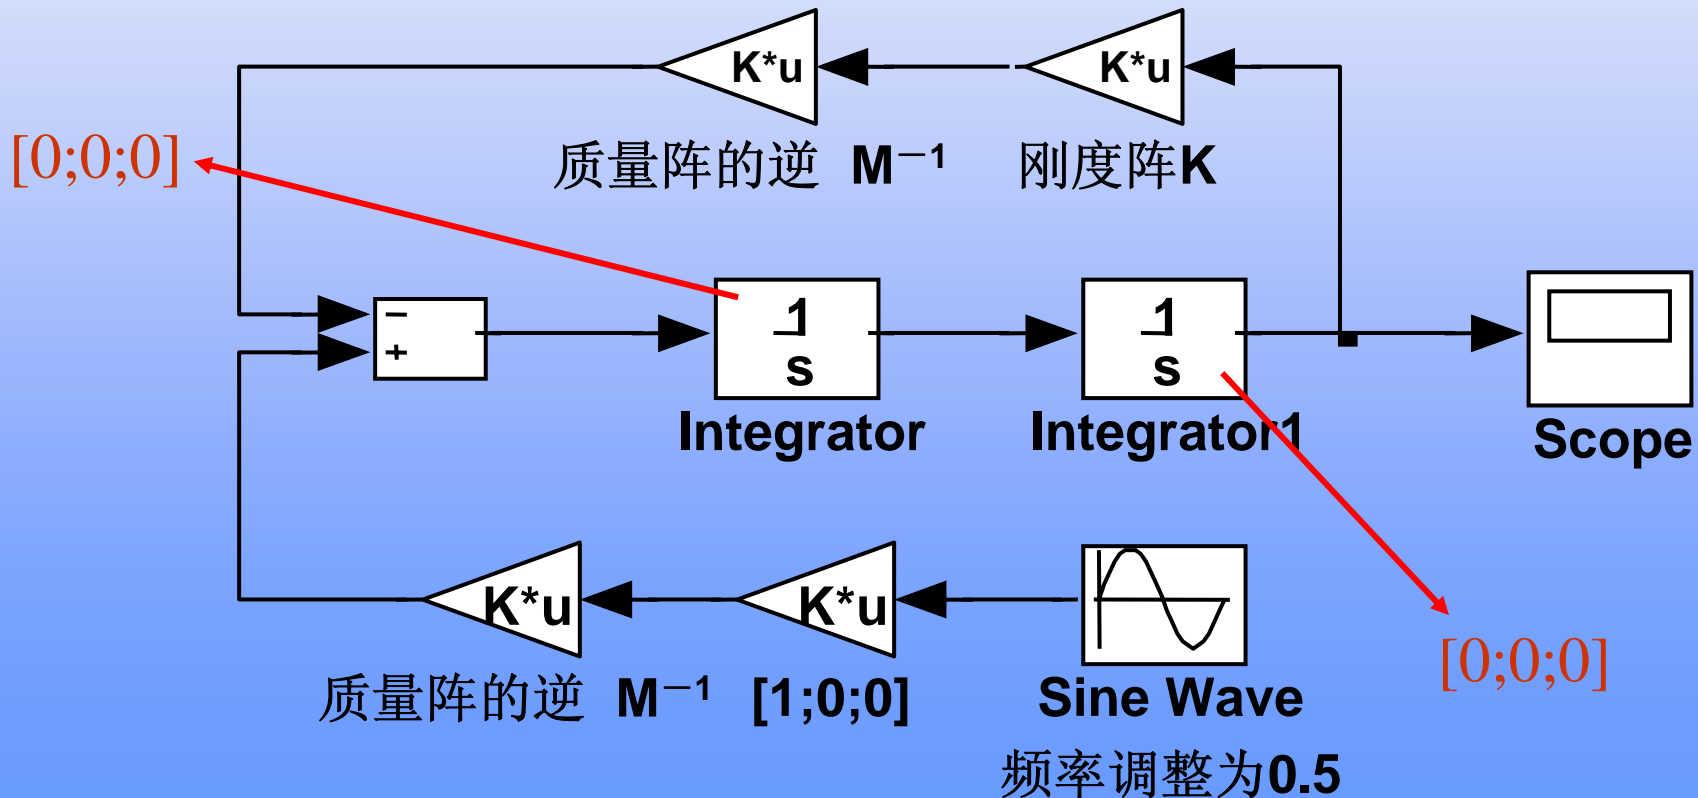 K*u
K*u
[0;0;0]
质量阵的逆 M⁻¹
刚度阵K
−
+
1
s
1
s
Integrator
Integrator1
Scope
K*u
K*u
[0;0;0]
质量阵的逆 M⁻¹
[1;0;0]
Sine Wave
频率调整为0.5